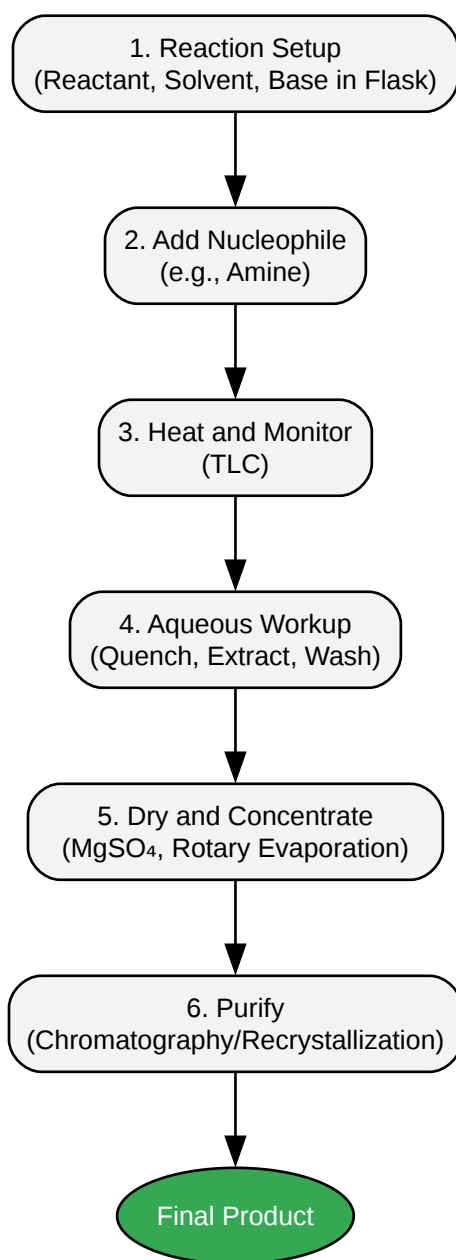 1. Reaction Setup
(Reactant, Solvent, Base in Flask)
2. Add Nucleophile
(e.g., Amine)
3. Heat and Monitor
(TLC)
4. Aqueous Workup
(Quench, Extract, Wash)
5. Dry and Concentrate
(MgSO₄, Rotary Evaporation)
6. Purify
(Chromatography/Recrystallization)
Final Product